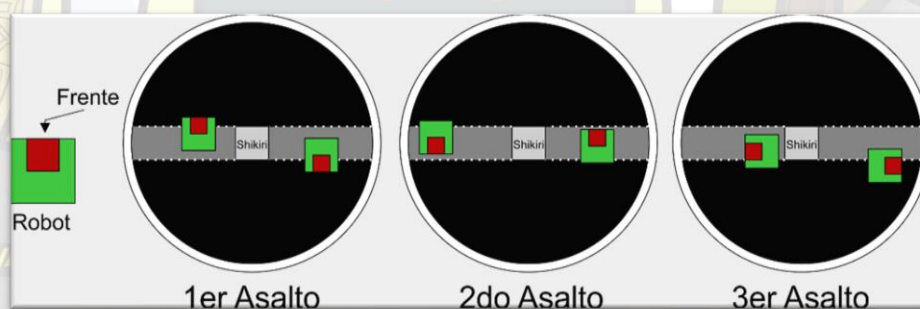 Frente
Robot
Shikiri
Shikiri
Shikiri
1er Asalto
2do Asalto
3er Asalto